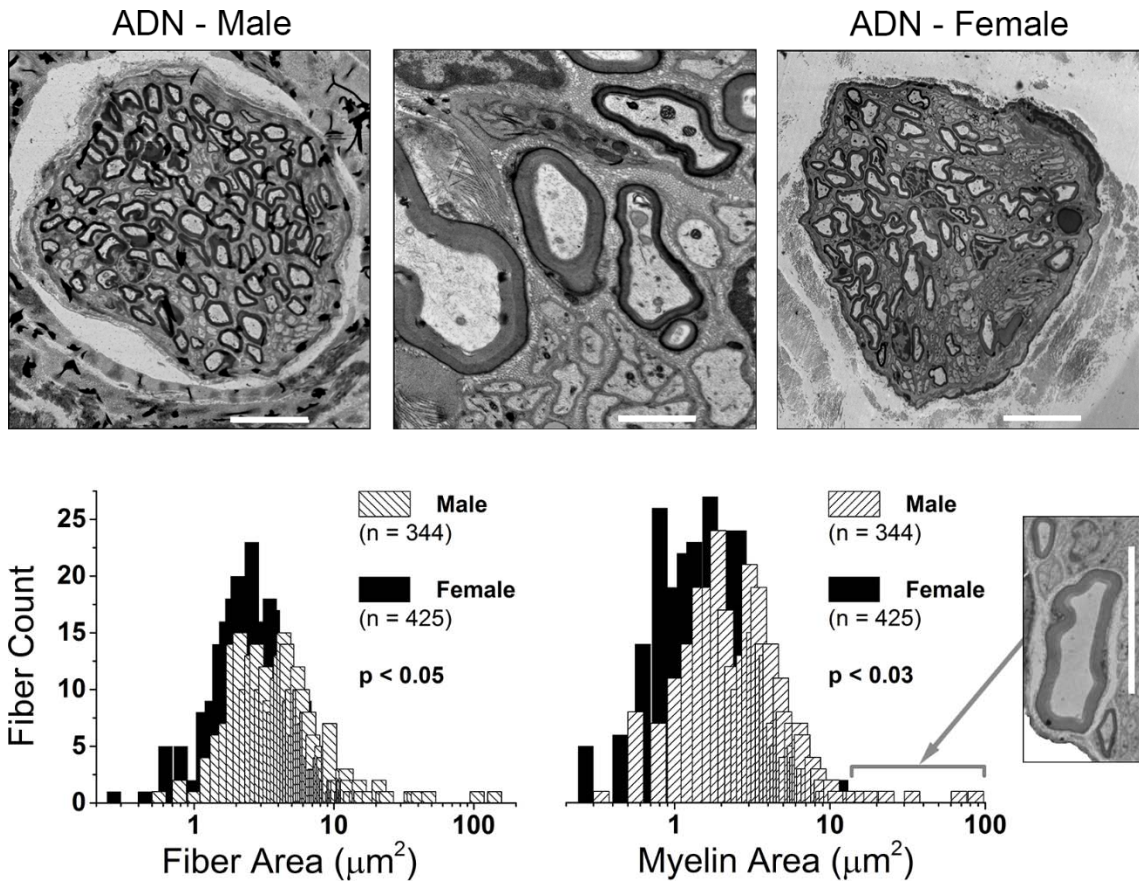 ADN - Male
ADN - Female
Fiber Count
25
20
15
10
5
0
Male
(n = 344)
Female
(n = 425)
p < 0.05
1
10
100
Fiber Area (μm²)
Male
(n = 344)
Female
(n = 425)
p < 0.03
1
10
100
Myelin Area (μm²)